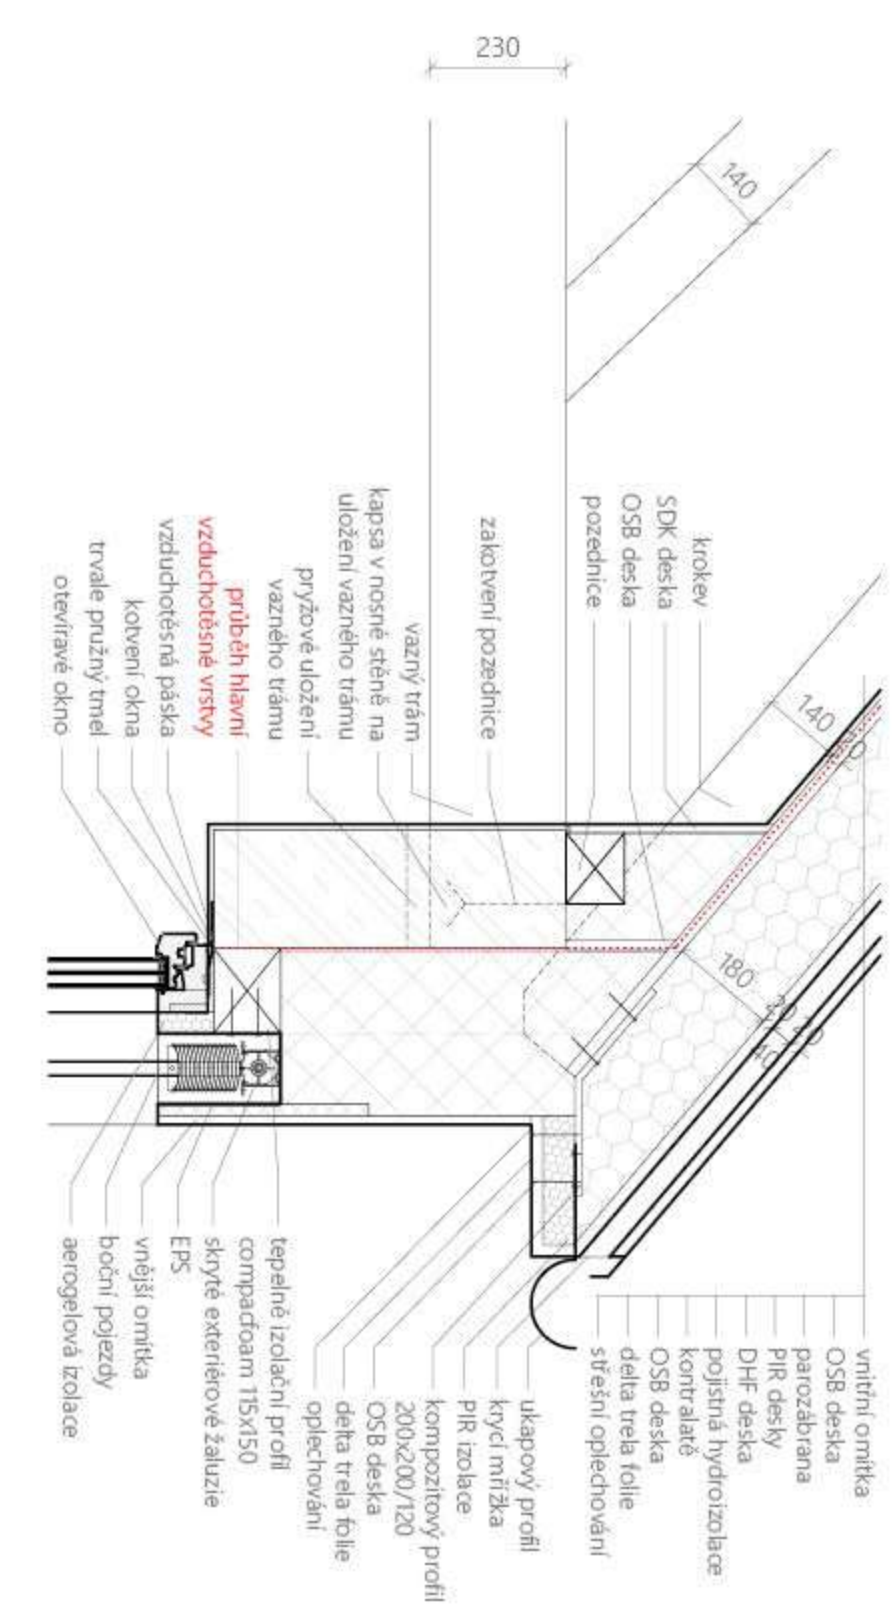 230
140
krokev
SDK deska
OSB deska
pozednice
zakotvení pozednice
vazný trám
kapsa v nosné stěně na
uložení vazného trámu
pryžové uložení
vazného trámu
průběh hlavní
vzduchotěsné vrstvy
vzduchotěsná páska
kotvení okna
trvale pružný tmel
otevíravé okno
140
20
180
20
20
40
vnitřní omítka
OSB deska
parozábrana
PIR desky
DHF deska
pojistná hydroizolace
kontralatě
OSB deska
delta trela folie
střešní oplechování
ukapový profil
krycí mřížka
PIR izolace
kompozitový profil
200x200/120
OSB deska
delta trela folie
oplechování
tepelně izolační profil
compacfoam 115x150
skryté exteriérové žaluzie
EPS
vnější omítka
boční pojezdy
aerogelová izolace